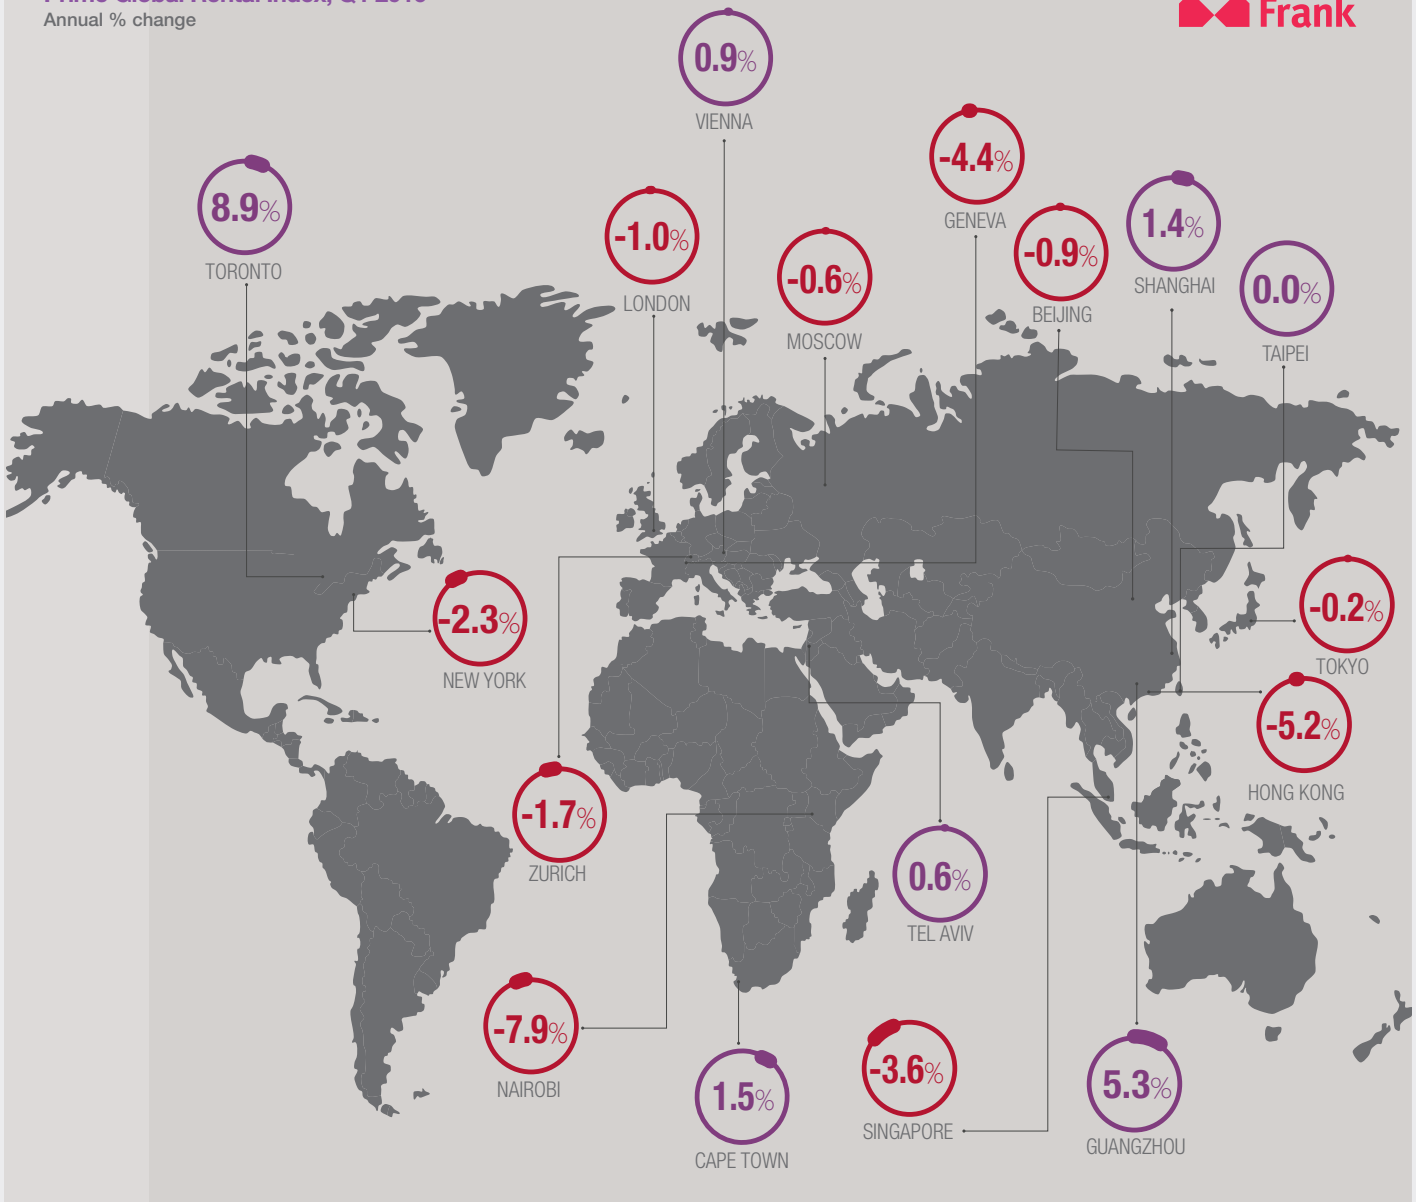 Annual % change
Frank
0.9%
VIENNA
-4.4%
GENEVA
8.9%
TORONTO
-1.0%
LONDON
-0.6%
MOSCOW
-0.9%
BEIJING
1.4%
SHANGHAI
0.0%
TAIPEI
-2.3%
NEW YORK
-0.2%
TOKYO
-5.2%
HONG KONG
-1.7%
ZURICH
0.6%
TEL AVIV
-7.9%
NAIROBI
1.5%
CAPE TOWN
-3.6%
SINGAPORE
5.3%
GUANGZHOU